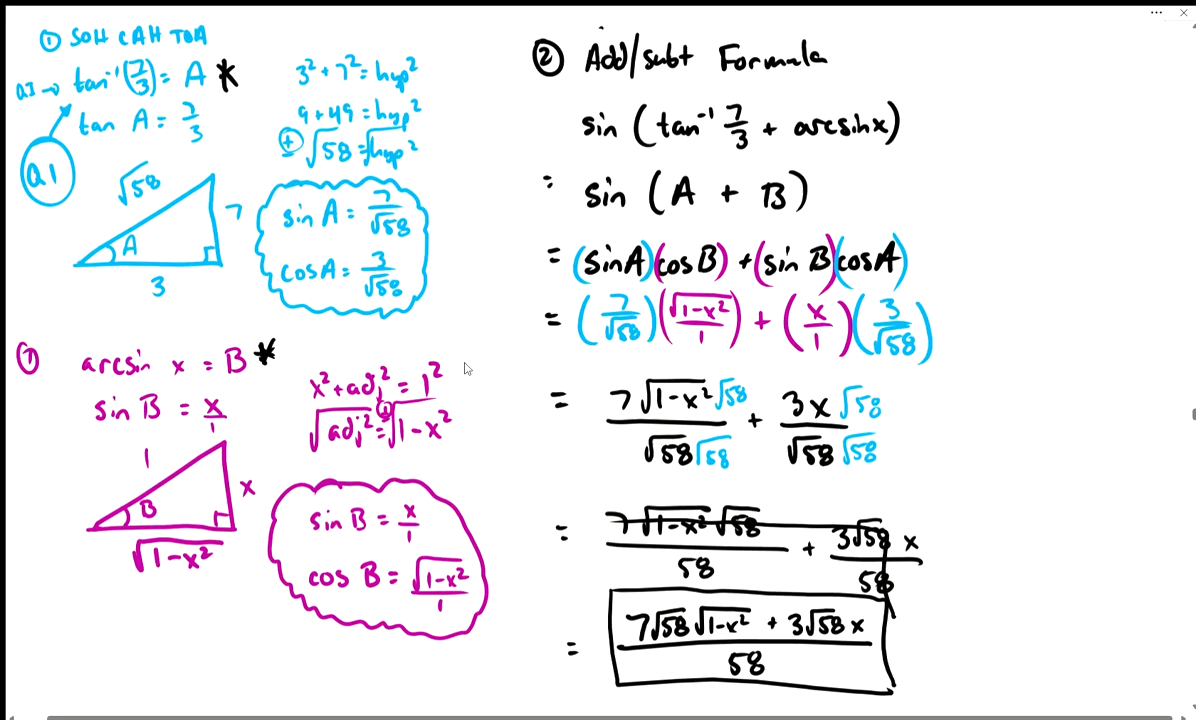 ① SOH CAH TOA
Q.I → tan⁻¹(7/3) = A *
tan A = 7/3
Q1
√58
A
7
3
3² + 7² = hyp²
9 + 49 = hyp²
⊕ √58 = √hyp²
sin A = 7/√58
cos A = 3/√58
① arcsin x = B *
sin B = x/1
1
B
x
√1-x²
x² + adj² = 1²
√adj² = ⊕ √1-x²
sin B = x/1
cos B = √1-x²/1
② Add/subt Formula
sin (tan⁻¹ 7/3 + arcsin x)
= sin (A + B)
= (sin A)(cos B) + (sin B)(cos A)
= (7/√58)(√1-x²/1) + (x/1)(3/√58)
= 7√1-x² √58 / √58 √58 + 3x √58 / √58 √58
= 7√1-x² √58 / 58 + 3√58 x / 58
= 7√58 √1-x² + 3√58 x / 58